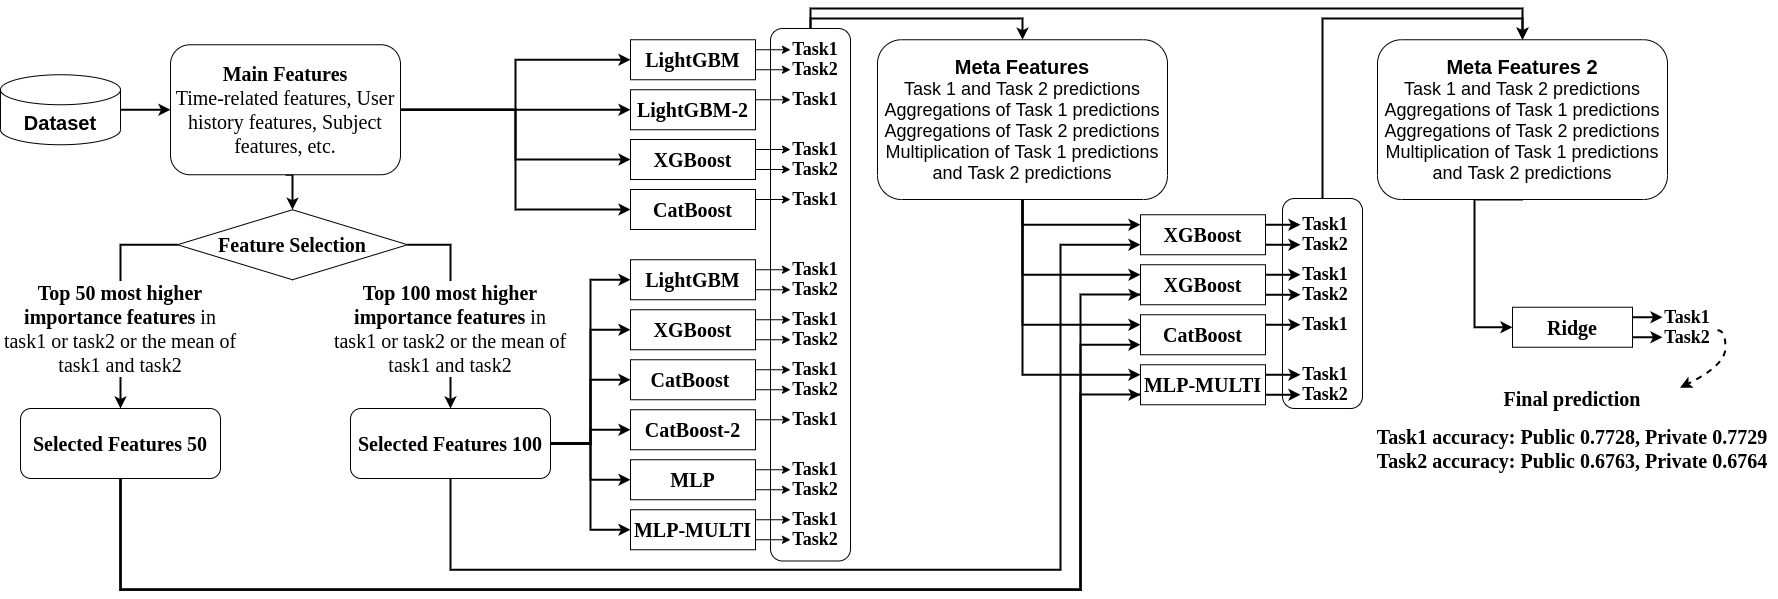 Dataset
Main Features
Time-related features, User
history features, Subject
features, etc.
Feature Selection
Top 50 most higher
importance features in
task1 or task2 or the mean of
task1 and task2
Top 100 most higher
importance features in
task1 or task2 or the mean of
task1 and task2
Selected Features 50
Selected Features 100
LightGBM
Task1
Task2
LightGBM-2
Task1
XGBoost
Task1
Task2
CatBoost
Task1
LightGBM
Task1
Task2
XGBoost
Task1
Task2
CatBoost
Task1
Task2
CatBoost-2
Task1
MLP
Task1
Task2
MLP-MULTI
Task1
Task2
Meta Features
Task 1 and Task 2 predictions
Aggregations of Task 1 predictions
Aggregations of Task 2 predictions
Multiplication of Task 1 predictions
and Task 2 predictions
XGBoost
Task1
Task2
XGBoost
Task1
Task2
CatBoost
Task1
MLP-MULTI
Task1
Task2
Meta Features 2
Task 1 and Task 2 predictions
Aggregations of Task 1 predictions
Aggregations of Task 2 predictions
Multiplication of Task 1 predictions
and Task 2 predictions
Ridge
Task1
Task2
Final prediction
Task1 accuracy: Public 0.7728, Private 0.7729
Task2 accuracy: Public 0.6763, Private 0.6764